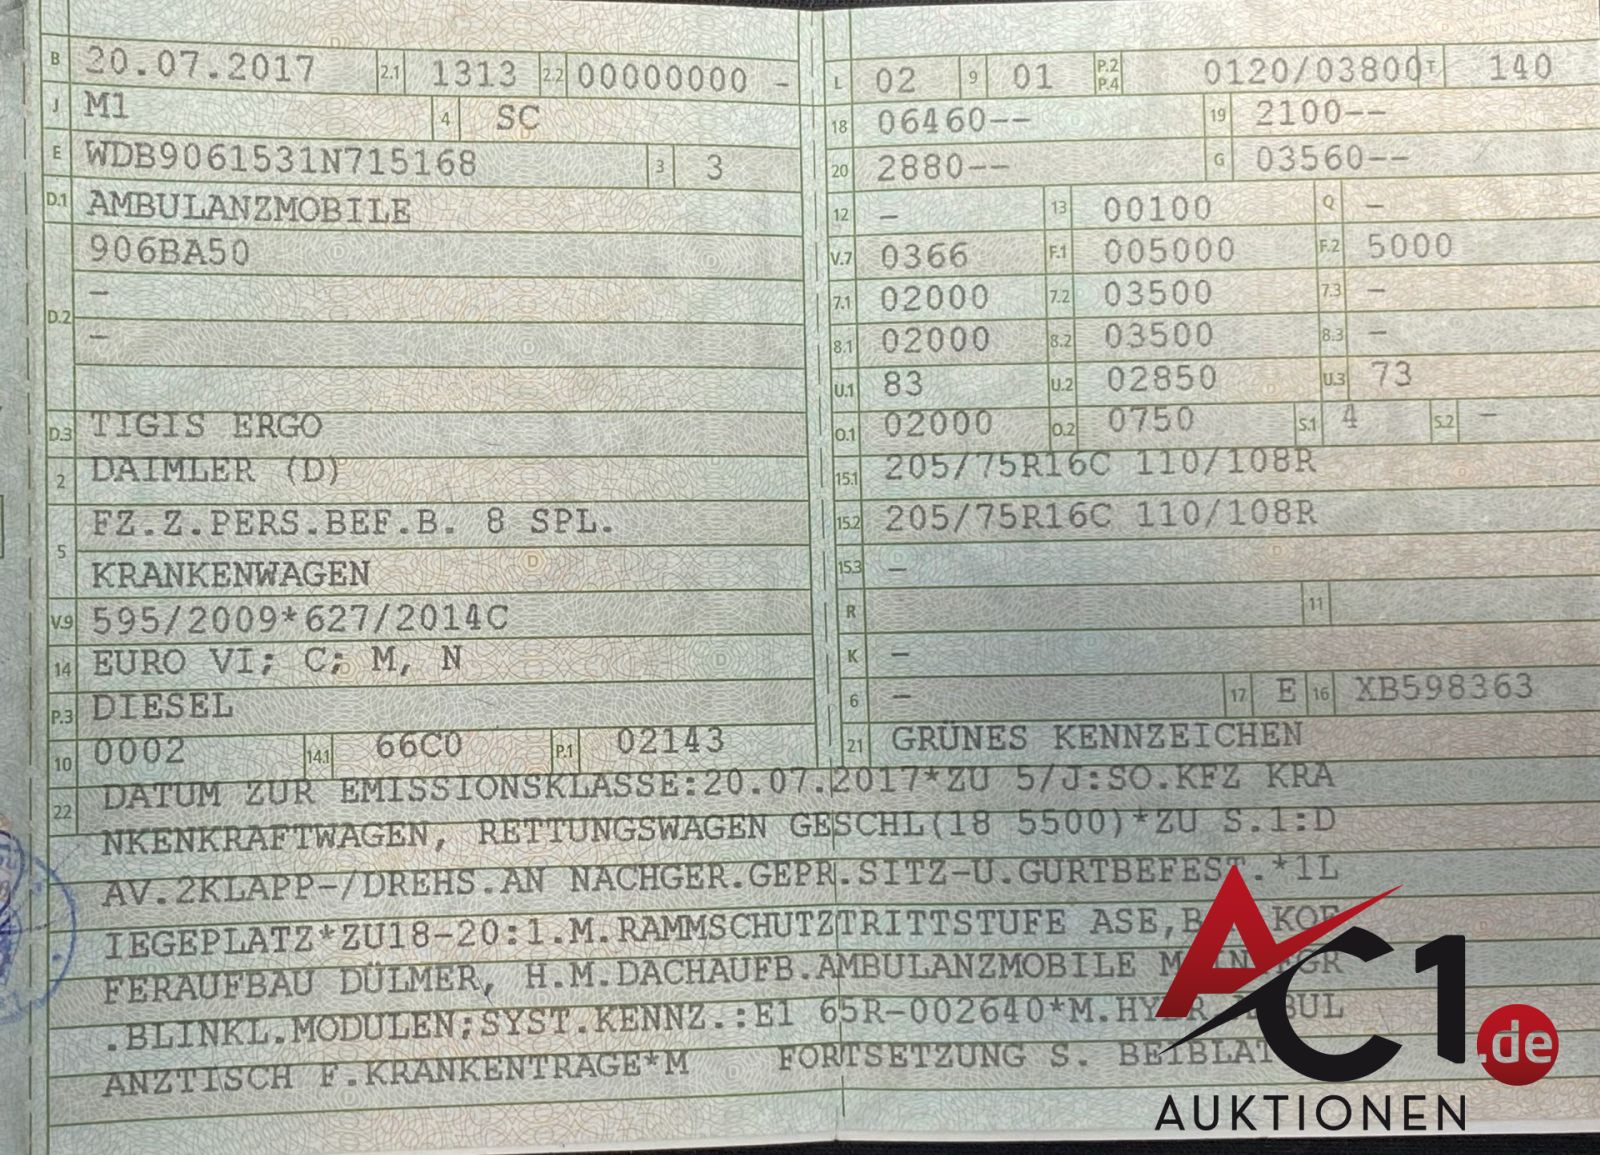 B 20.07.2017 2.1 1313 2.2 00000000 -
J M1 4 SC
E WDB9061531N715168 3 3
D.1 AMBULANZMOBILE
906BA50
-
D.2
-
D.3 TIGIS ERGO
2 DAIMLER (D)
FZ.Z.PERS.BEF.B. 8 SPL.
5
KRANKENWAGEN
V.9 595/2009*627/2014C
14 EURO VI; C; M, N
P.3 DIESEL
10 0002 14.1 66C0 P.1 02143
L 02 9 01 P.2 P.4 0120/03800 T 140
18 06460-- 19 2100--
20 2880-- G 03560--
12 - 13 00100 Q -
V.7 0366 F.1 005000 F.2 5000
7.1 02000 7.2 03500 7.3 -
8.1 02000 8.2 03500 8.3 -
U.1 83 U.2 02850 U.3 73
O.1 02000 O.2 0750 S.1 4 S.2 -
15.1 205/75R16C 110/108R
15.2 205/75R16C 110/108R
15.3 -
R 11
K -
6 - 17 E 16 XB598363
21 GRÜNES KENNZEICHEN
22 DATUM ZUR EMISSIONSKLASSE:20.07.2017*ZU 5/J:SO.KFZ KRA
NKENKRAFTWAGEN, RETTUNGSWAGEN GESCHL(18 5500)*ZU S.1:D
AV.2KLAPP-/DREHS.AN NACHGER.GEPR.SITZ-U.GURTBEFEST.*1L
IEGEPLATZ*ZU18-20:1.M.RAMMSCHUTZTRITTSTUFE ASE, KOF
FERAUFBAU DÜLMER, H.M.DACHAUFB.AMBULANZMOBILE
.BLINKL.MODULEN;SYST.KENNZ.:E1 65R-002640*M.
ANZTISCH F.KRANKENTRAGE*M FORTSETZUNG S. BEIBLAT
AC1.de
AUKTIONEN